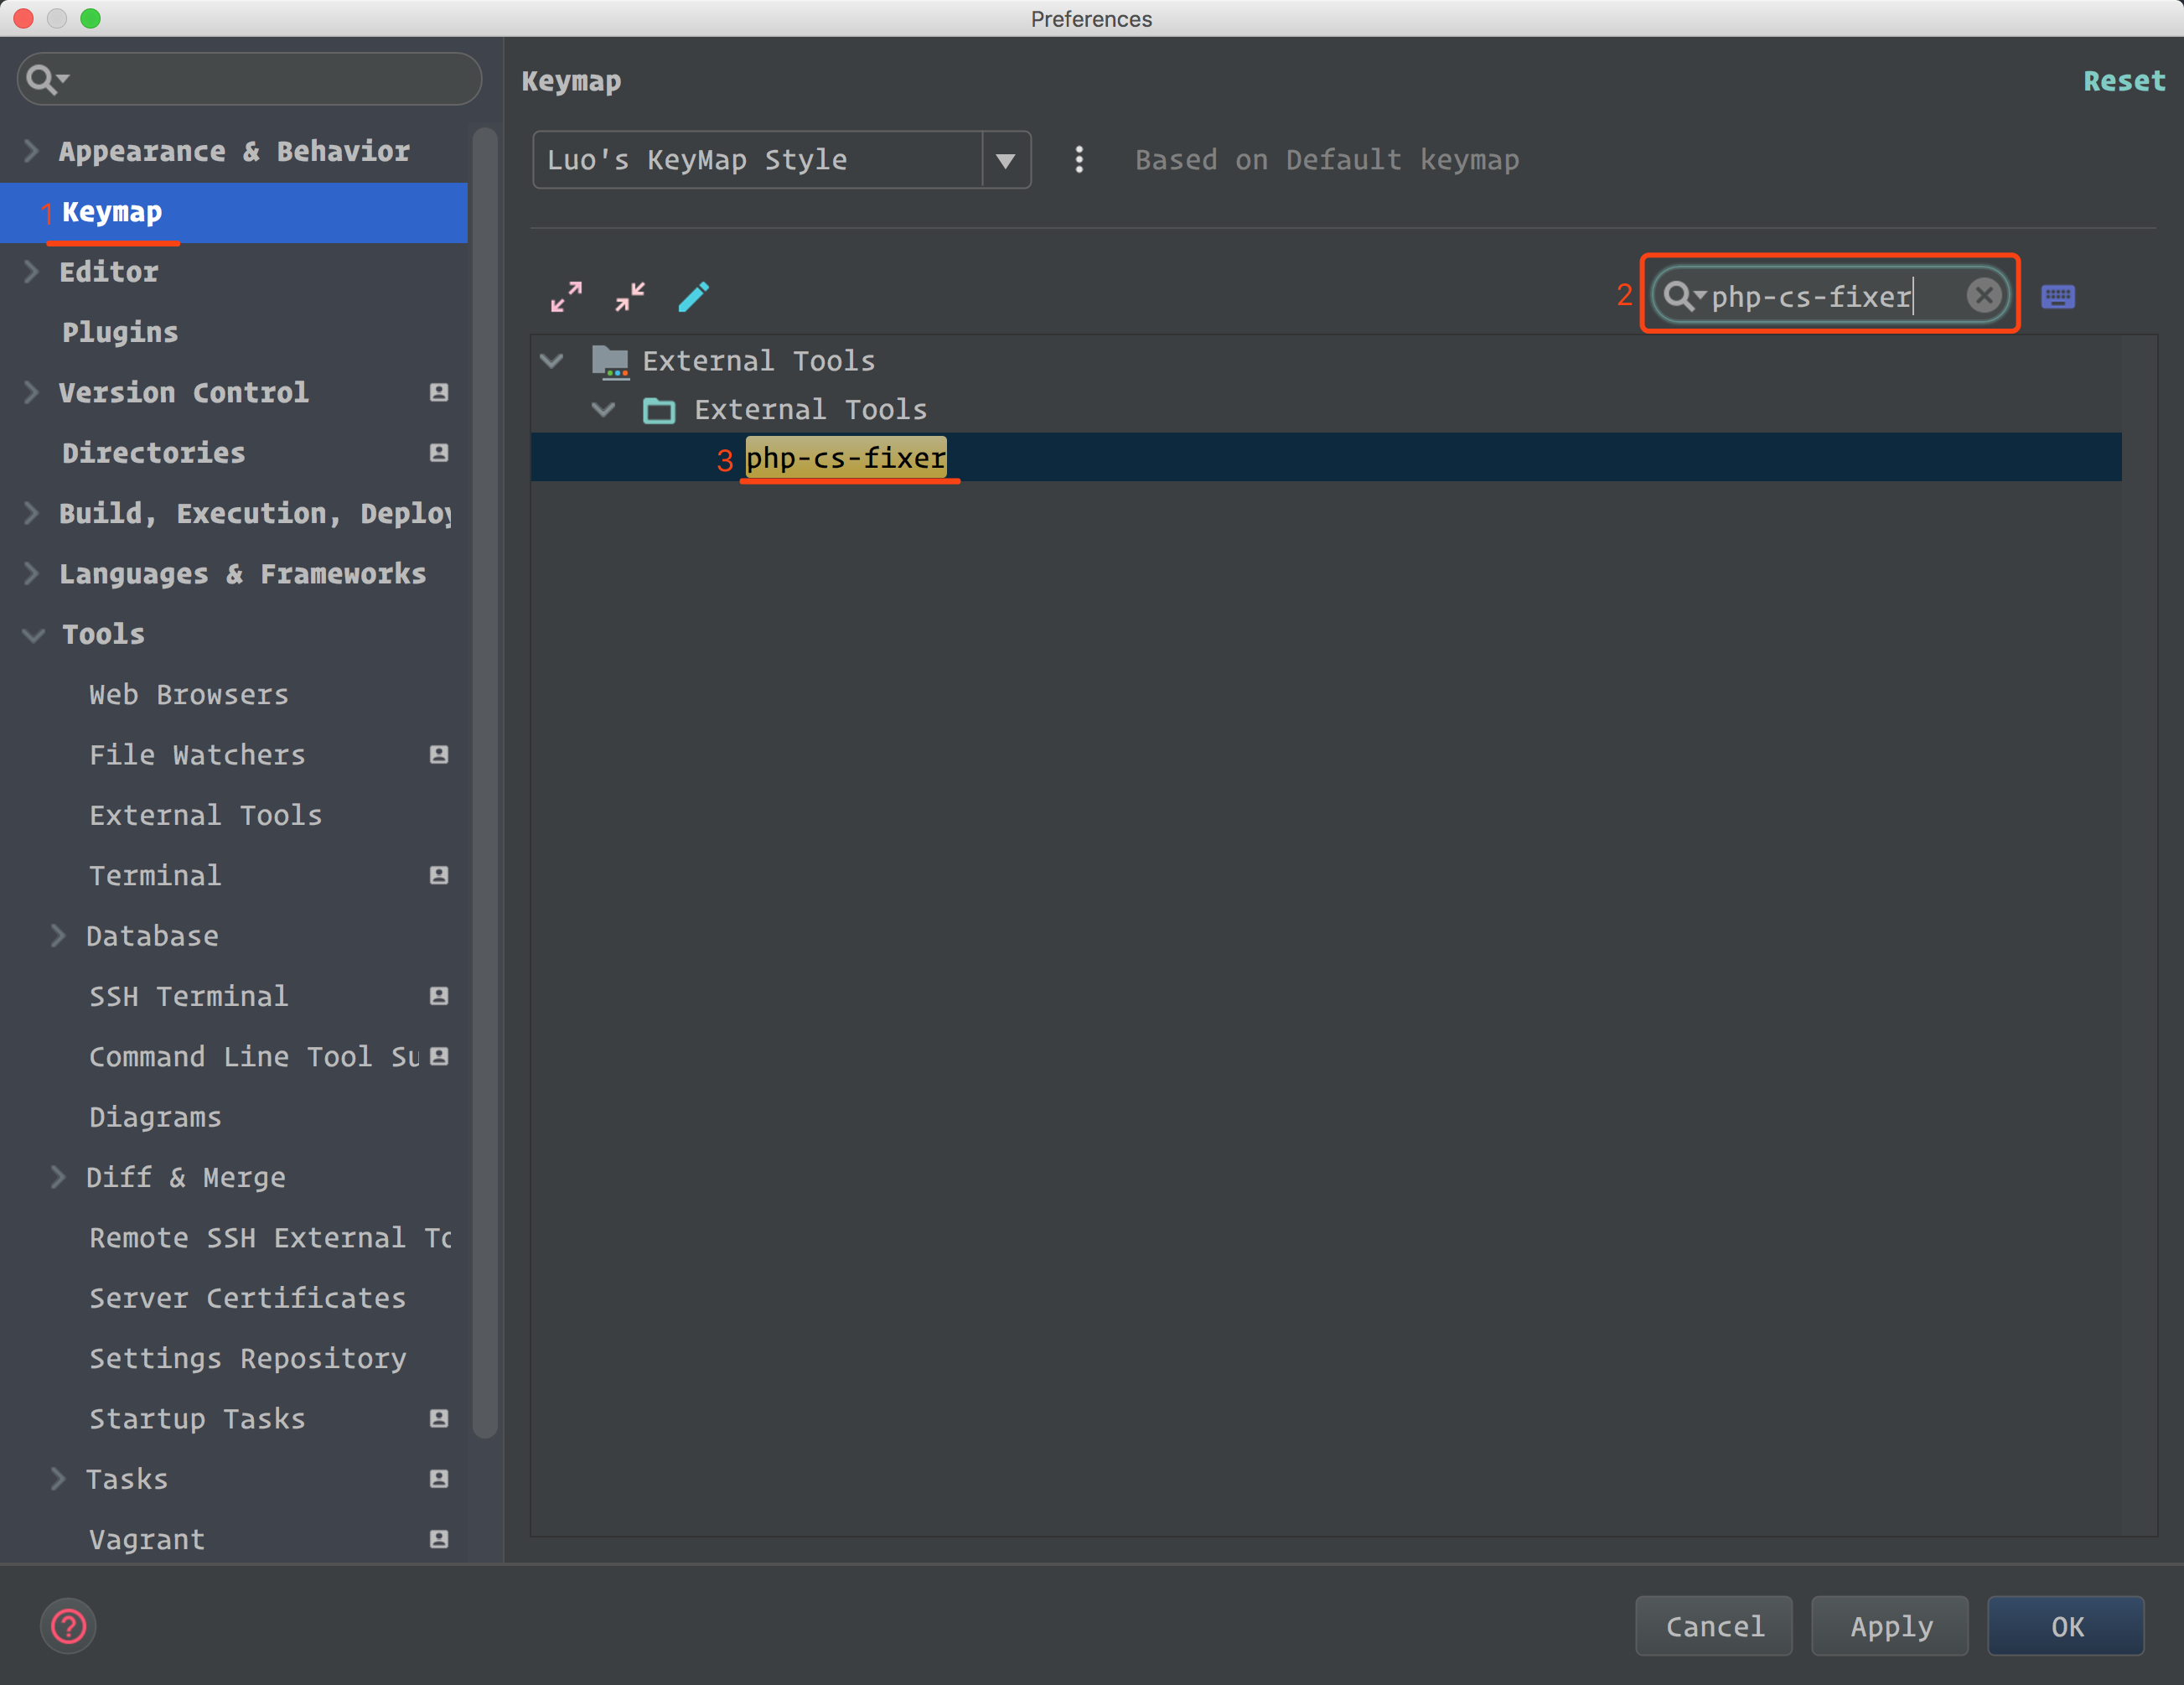 Preferences
Keymap
Reset
Luo's KeyMap Style
Based on Default keymap
Appearance & Behavior
1 Keymap
Editor
Plugins
Version Control
Directories
Build, Execution, Deploy
Languages & Frameworks
Tools
Web Browsers
File Watchers
External Tools
Terminal
Database
SSH Terminal
Command Line Tool Su
Diagrams
Diff & Merge
Remote SSH External To
Server Certificates
Settings Repository
Startup Tasks
Tasks
Vagrant
2 php-cs-fixer
External Tools
External Tools
3 php-cs-fixer
?
Cancel
Apply
OK